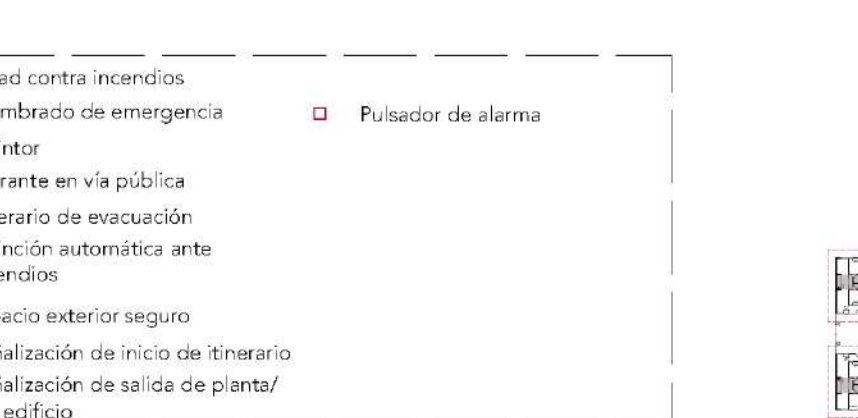 ad contra incendios
mbrado de emergencia
Pulsador de alarma
intor
rante en vía pública
erario de evacuación
nción automática ante
endios
acio exterior seguro
alización de inicio de itinerario
alización de salida de planta/
edificio